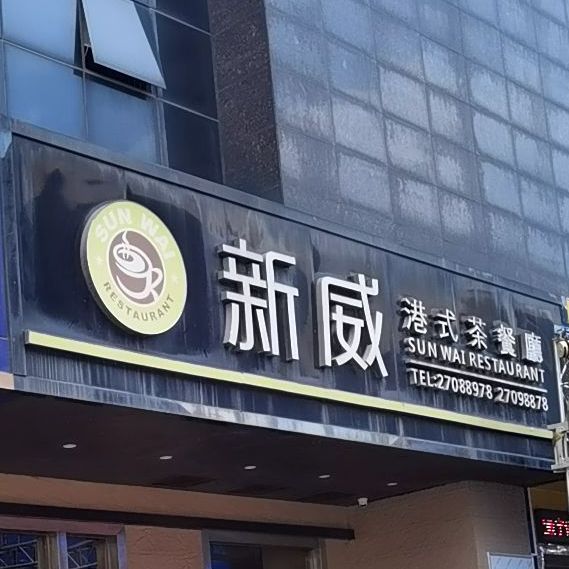 SUN WAI
RESTAURANT
新威
港式茶餐廳
SUN WAI RESTAURANT
TEL:27088978 27098878